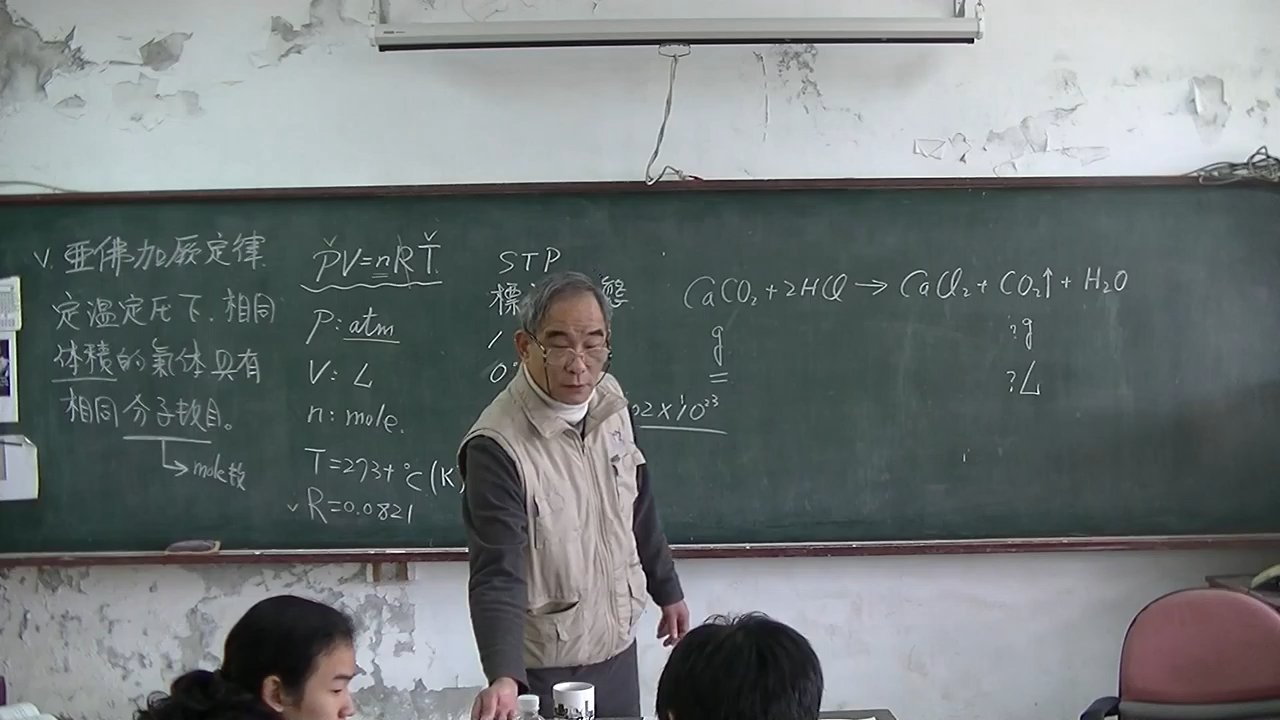 v. 亜佛加厥定律
定溫定压下,相同
体積的氣体具有
相同分子数目。
→mole数
PV=nRT
P: atm
V: L
n: mole.
T=273+℃(K)
v R=0.0821
STP
標 態
02×10²³
CaCO₂+2HCl→CaCl₂+CO₂↑+H₂O
g ?g
?L